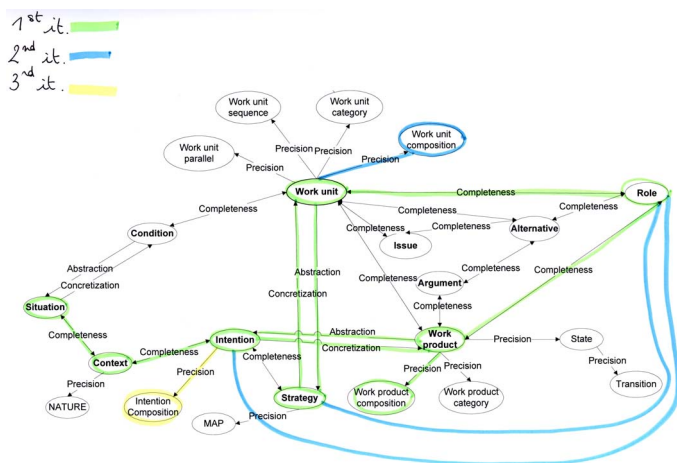 1st it.
2nd it.
3rd it.
Work unit
sequence
Work unit
category
Work unit
composition
Work unit
parallel
Precision
Precision
Precision
Precision
Work unit
Completeness
Role
Completeness
Completeness
Completeness
Condition
Completeness
Completeness
Alternative
Issue
Abstraction
Concretization
Abstraction
Concretization
Completeness
Completeness
Completeness
Argument
Completeness
Situation
Completeness
Completeness
Context
Intention
Abstraction
Concretization
Work
product
Precision
State
Precision
Precision
NATURE
Precision
Completeness
Precision
Precision
Transition
Intention
Composition
Strategy
Work product
composition
Work product
category
MAP
Precision